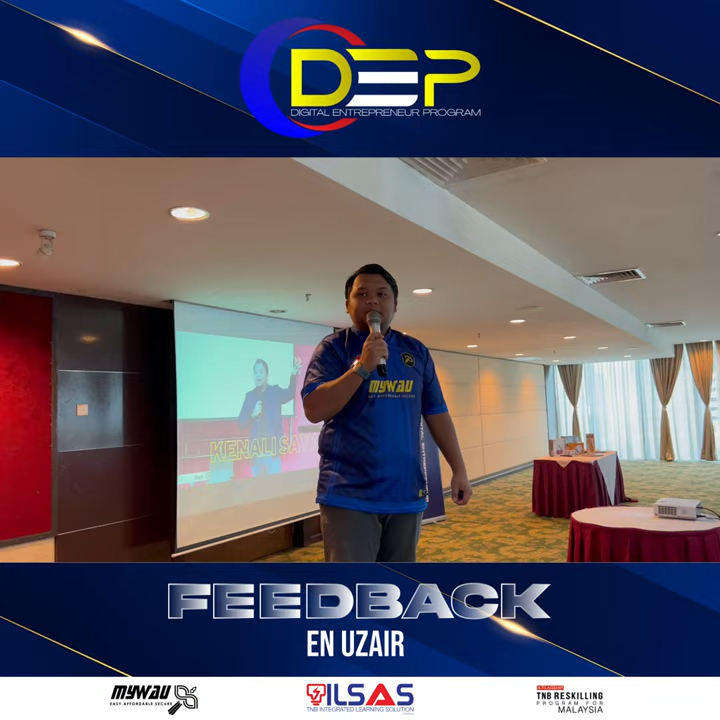 DEP
DIGITAL ENTREPRENEUR PROGRAM
KENALI SAYA
MYWAU
FEEDBACK
EN UZAIR
MYWAU
EASY.AFFORDABLE.SECURE
ILSAS
TNB INTEGRATED LEARNING SOLUTION
TNB RESKILLING
PROGRAM FOR
MALAYSIA